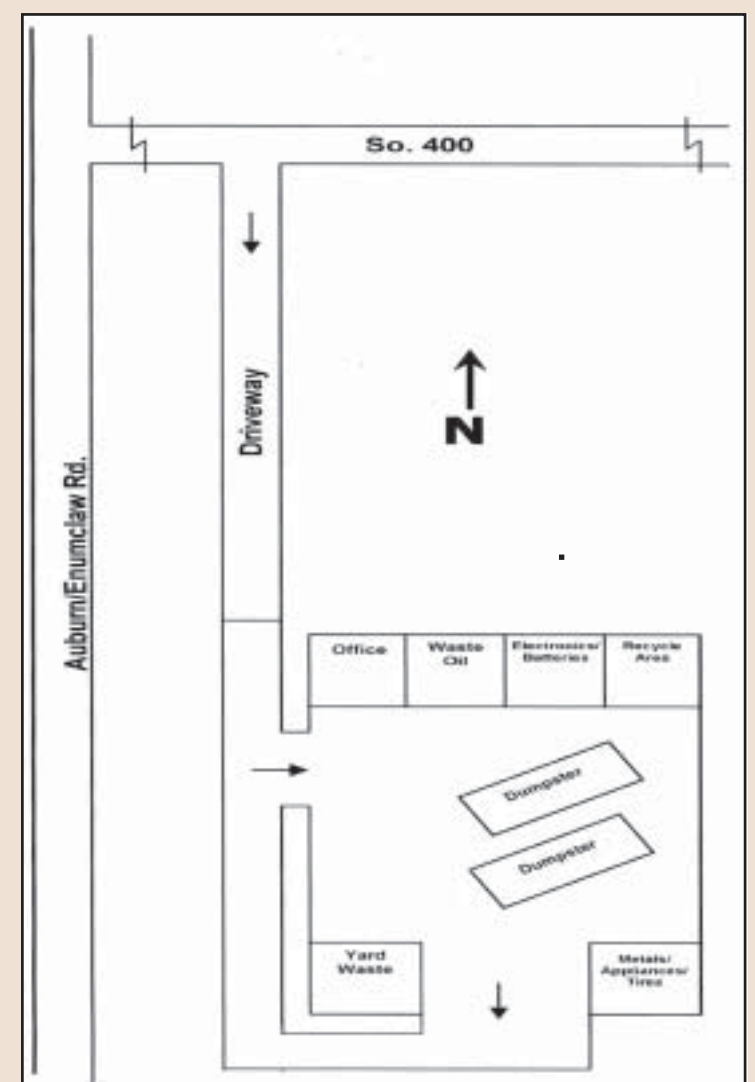 So. 400
Driveway
N
Auburn/Enumclaw Rd.
Office
Waste
Oil
Electronics/
Batteries
Recycle
Area
Dumpster
Dumpster
Yard
Waste
Metals/
Appliances/
Tires